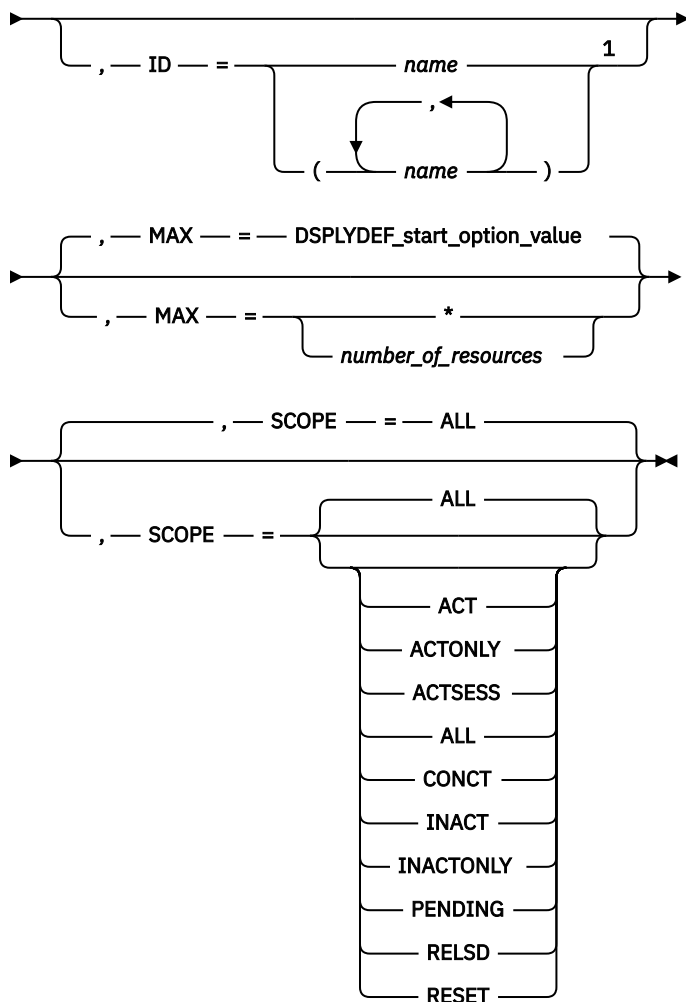 , ID = name 1
,
( name )
, MAX = DSPLYDEF_start_option_value
, MAX = *
number_of_resources
, SCOPE = ALL
ALL
, SCOPE =
ACT
ACTONLY
ACTSESS
ALL
CONCT
INACT
INACTONLY
PENDING
RELSD
RESET